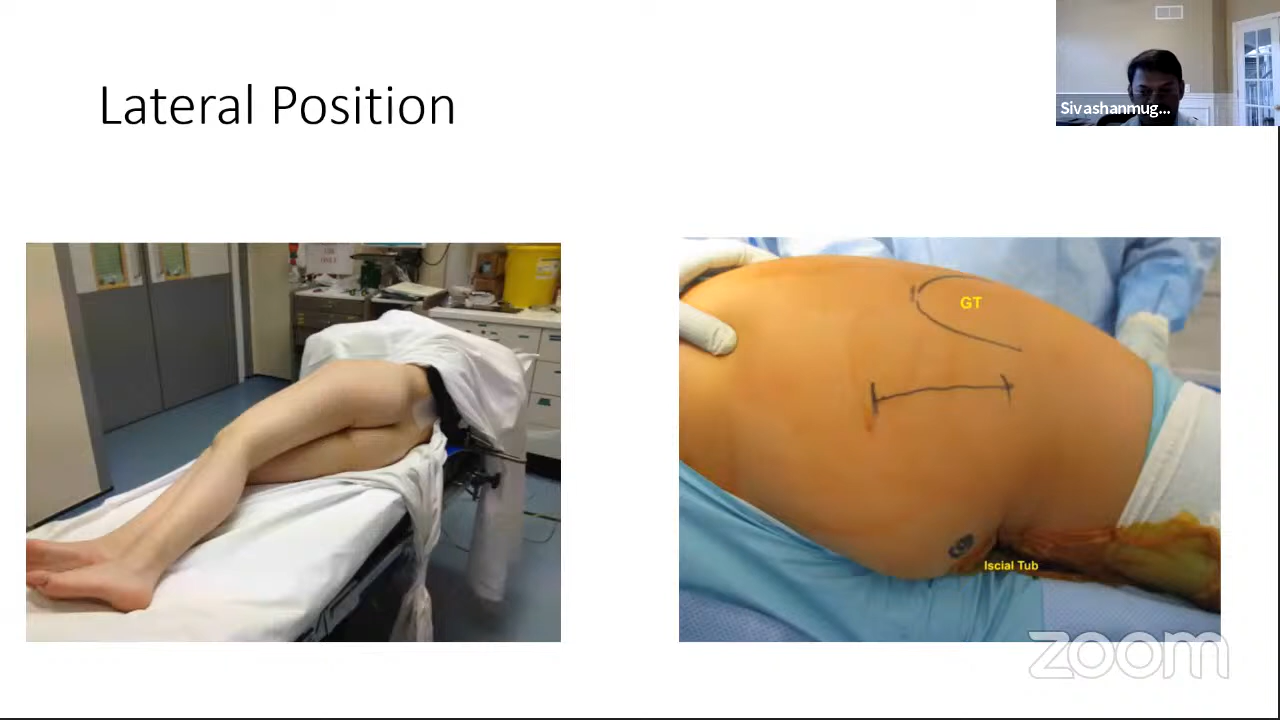 Lateral Position
Sivashanmug...
GT
Iscial Tub
zoom